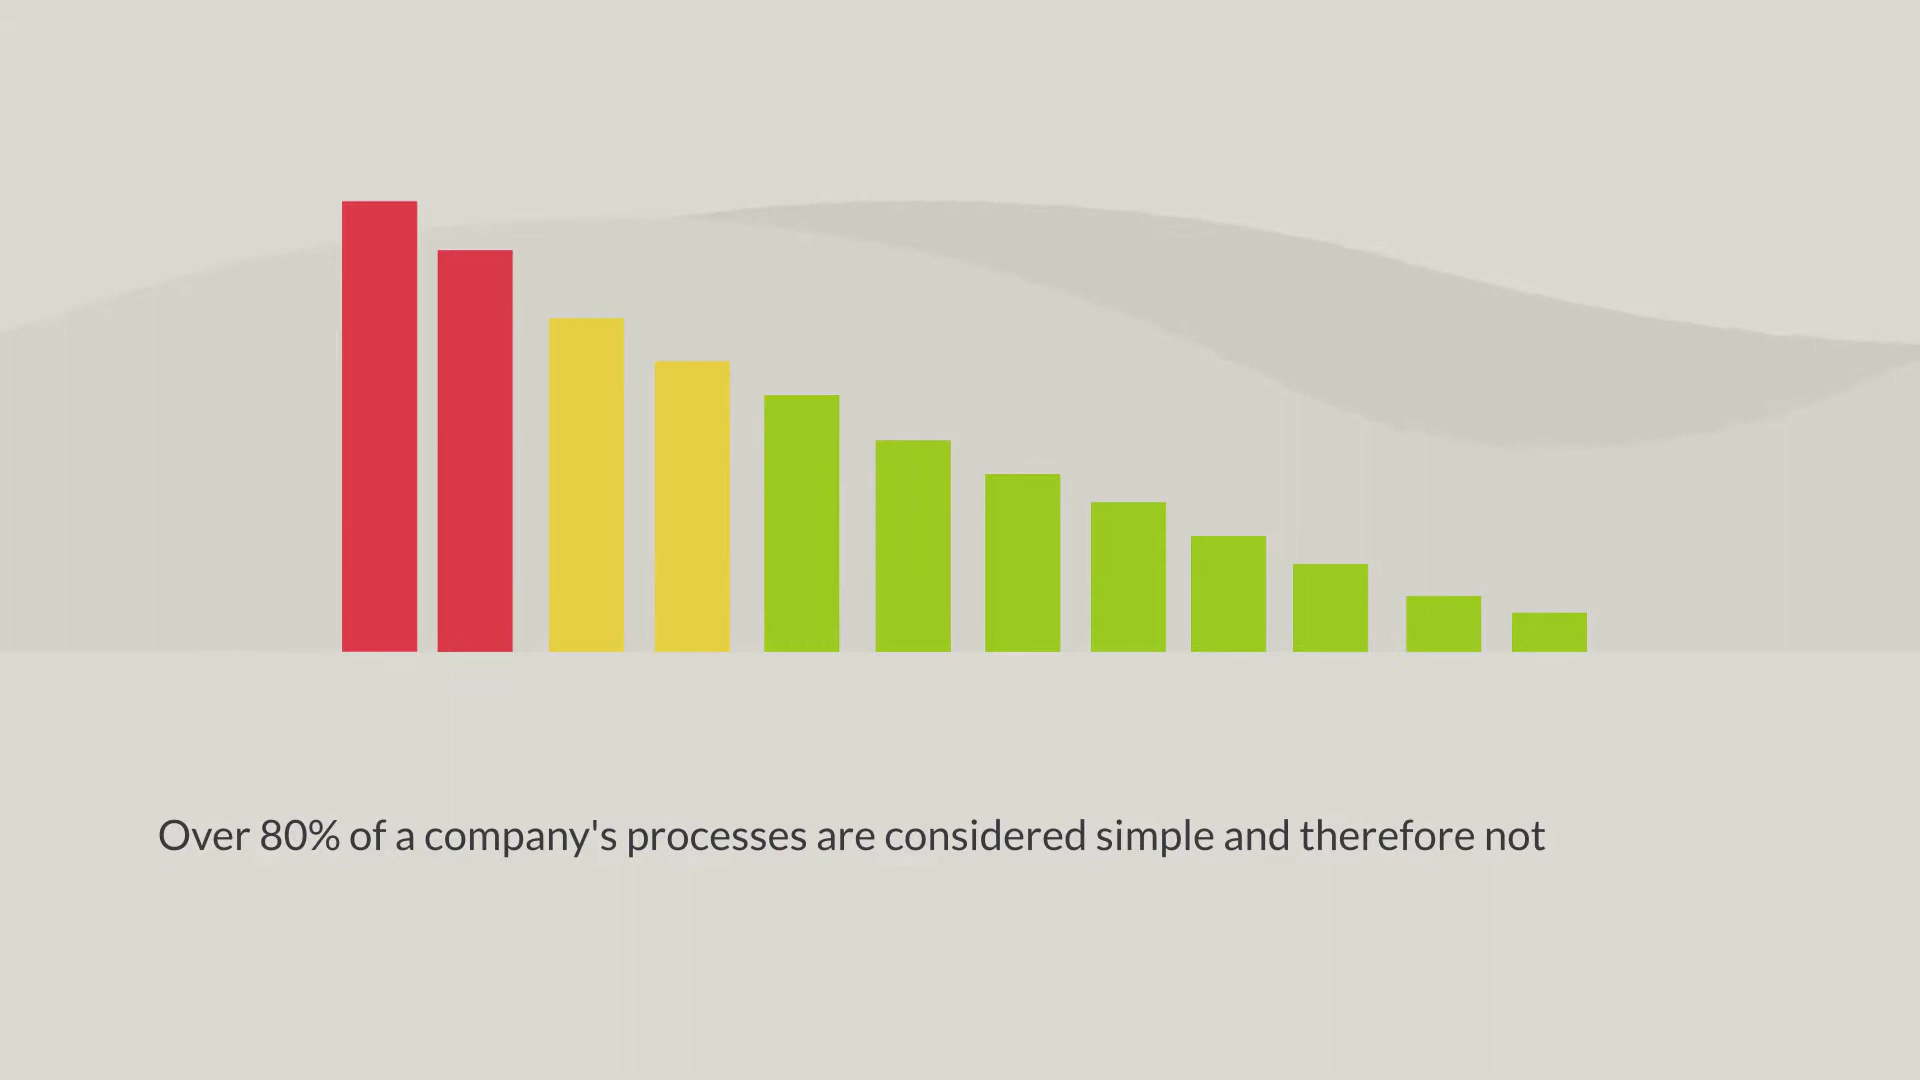 Over 80% of a company's processes are considered simple and therefore not